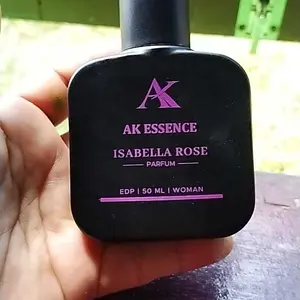 AK
AK ESSENCE
ISABELLA ROSE
PARFUM
EDP | 50 ML | WOMAN